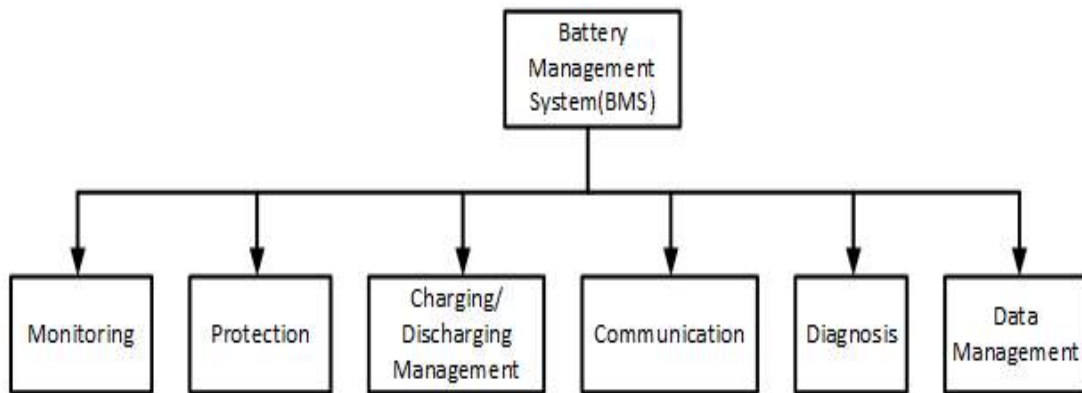 Battery
Management
System(BMS)
Monitoring
Protection
Charging/
Discharging
Management
Communication
Diagnosis
Data
Management